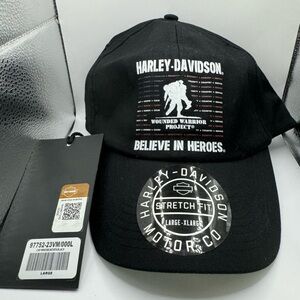 HARLEY-DAVIDSON.
WOUNDED WARRIOR
PROJECT®
BELIEVE IN HEROES.
HARLEY-DAVIDSON
STRETCH FIT
LARGE-XLARGE
MOTOR CO
97752-23VM/000L
LARGE